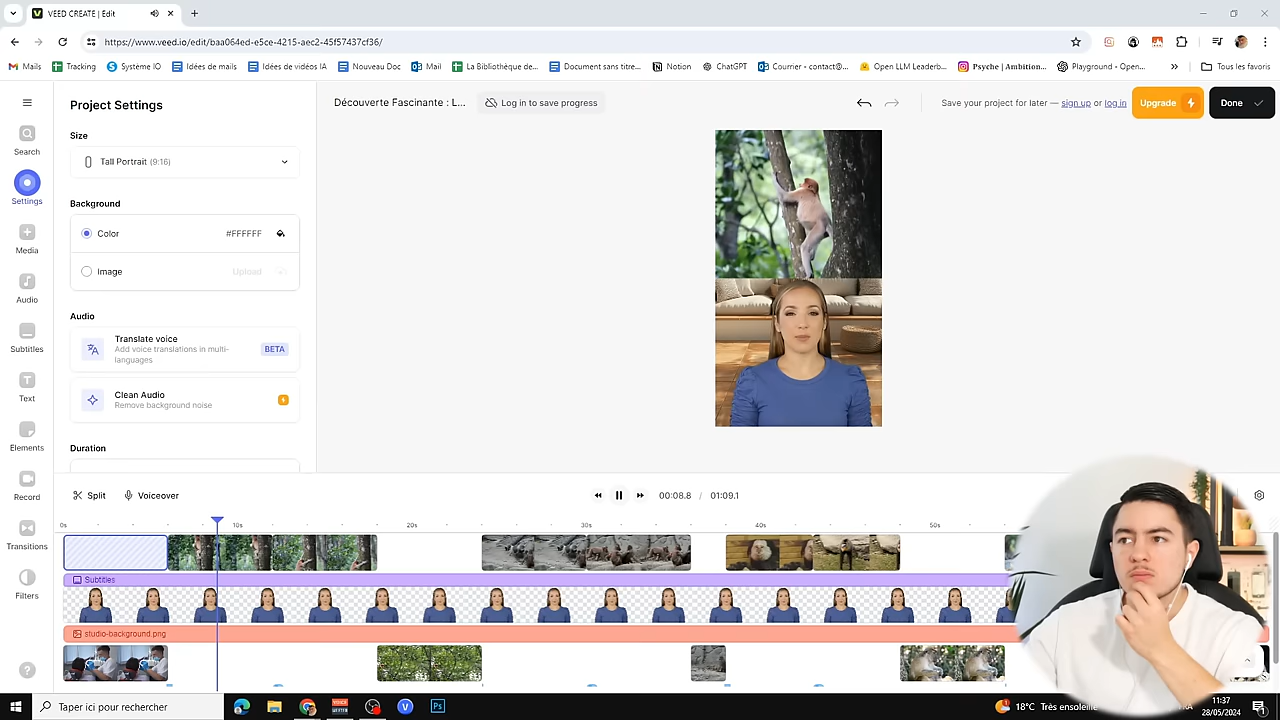 VEED CREATE | Edit
https://www.veed.io/edit/baa064ed-e5ce-4215-aec2-45f57437cf36/
Mails
Tracking
Système IO
Idées de mails
Idées de vidéos IA
Nouveau Doc
Mail
La Bibliothèque de...
Document sans titre...
Notion
ChatGPT
Courrier • contact@...
Open LLM Leaderb...
Psyche | Ambition...
Playground • Open...
Tous les favoris
Project Settings
Découverte Fascinante : L...
Log in to save progress
Save your project for later — sign up or log in
Upgrade
Done
Search
Settings
Media
Audio
Subtitles
Text
Elements
Record
Transitions
Filters
Size
Tall Portrait (9:16)
Background
Color
#FFFFFF
Image
Upload
Audio
Translate voice
Add voice translations in multi-
languages
BETA
Clean Audio
Remove background noise
Duration
Split
Voiceover
00:08.8 / 01:09.1
0s
10s
20s
30s
40s
50s
Subtitles
studio-background.png
Taper ici pour rechercher
VOICE
Ps
18°C Très ensoleillé
11:37
28/05/2024